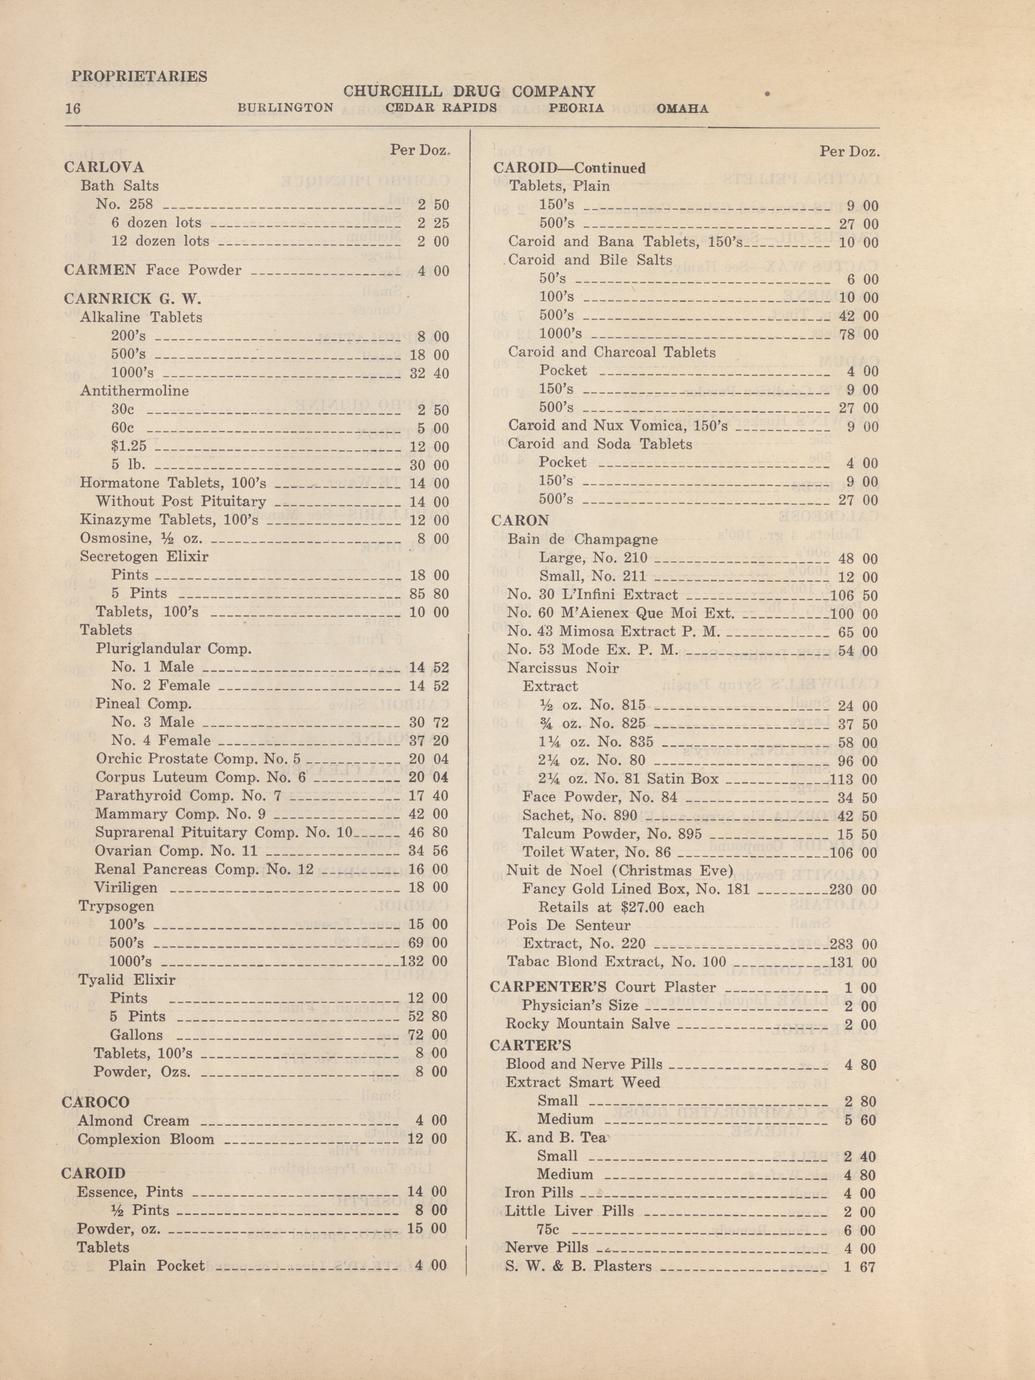 PROPRIETARIES
CHURCHILL DRUG COMPANY
16 BURLINGTON CEDAR RAPIDS PEORIA OMAHA
Per Doz.
CARLOVA
Bath Salts
No. 258 2 50
6 dozen lots 2 25
12 dozen lots 2 00
CARMEN Face Powder 4 00
CARNRICK G. W.
Alkaline Tablets
200's 8 00
500's 18 00
1000's 32 40
Antithermoline
30c 2 50
60c 5 00
$1.25 12 00
5 lb. 30 00
Hormatone Tablets, 100's 14 00
Without Post Pituitary 14 00
Kinazyme Tablets, 100's 12 00
Osmosine, ½ oz. 8 00
Secretogen Elixir
Pints 18 00
5 Pints 85 80
Tablets, 100's 10 00
Tablets
Pluriglandular Comp.
No. 1 Male 14 52
No. 2 Female 14 52
Pineal Comp.
No. 3 Male 30 72
No. 4 Female 37 20
Orchic Prostate Comp. No. 5 20 04
Corpus Luteum Comp. No. 6 20 04
Parathyroid Comp. No. 7 17 40
Mammary Comp. No. 9 42 00
Suprarenal Pituitary Comp. No. 10 46 80
Ovarian Comp. No. 11 34 56
Renal Pancreas Comp. No. 12 16 00
Viriligen 18 00
Trypsogen
100's 15 00
500's 69 00
1000's 132 00
Tyalid Elixir
Pints 12 00
5 Pints 52 80
Gallons 72 00
Tablets, 100's 8 00
Powder, Ozs. 8 00
CAROCO
Almond Cream 4 00
Complexion Bloom 12 00
CAROID
Essence, Pints 14 00
½ Pints 8 00
Powder, oz. 15 00
Tablets
Plain Pocket 4 00
Per Doz.
CAROID—Continued
Tablets, Plain
150's 9 00
500's 27 00
Caroid and Bana Tablets, 150's 10 00
Caroid and Bile Salts
50's 6 00
100's 10 00
500's 42 00
1000's 78 00
Caroid and Charcoal Tablets
Pocket 4 00
150's 9 00
500's 27 00
Caroid and Nux Vomica, 150's 9 00
Caroid and Soda Tablets
Pocket 4 00
150's 9 00
500's 27 00
CARON
Bain de Champagne
Large, No. 210 48 00
Small, No. 211 12 00
No. 30 L'Infini Extract 106 50
No. 60 M'Aienex Que Moi Ext. 100 00
No. 43 Mimosa Extract P. M. 65 00
No. 53 Mode Ex. P. M. 54 00
Narcissus Noir
Extract
½ oz. No. 815 24 00
¾ oz. No. 825 37 50
1¼ oz. No. 835 58 00
2¼ oz. No. 80 96 00
2¼ oz. No. 81 Satin Box 113 00
Face Powder, No. 84 34 50
Sachet, No. 890 42 50
Talcum Powder, No. 895 15 50
Toilet Water, No. 86 106 00
Nuit de Noel (Christmas Eve)
Fancy Gold Lined Box, No. 181 230 00
Retails at $27.00 each
Pois De Senteur
Extract, No. 220 283 00
Tabac Blond Extract, No. 100 131 00
CARPENTER'S Court Plaster 1 00
Physician's Size 2 00
Rocky Mountain Salve 2 00
CARTER'S
Blood and Nerve Pills 4 80
Extract Smart Weed
Small 2 80
Medium 5 60
K. and B. Tea
Small 2 40
Medium 4 80
Iron Pills 4 00
Little Liver Pills 2 00
75c 6 00
Nerve Pills 4 00
S. W. & B. Plasters 1 67